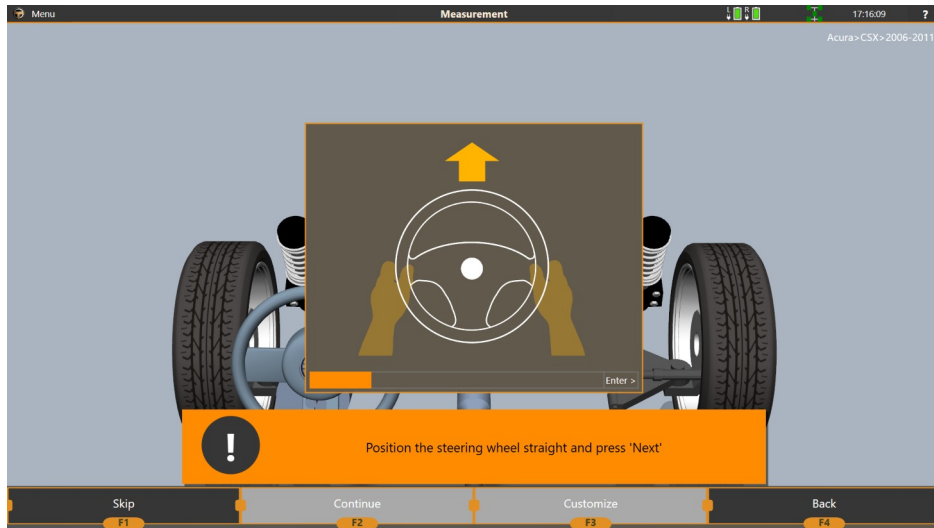 Menu
Measurement
L
R
17:16:09
?
Acura>CSX>2006-2011
Enter >
!
Position the steering wheel straight and press 'Next'
Skip
Continue
Customize
Back
F1
F2
F3
F4